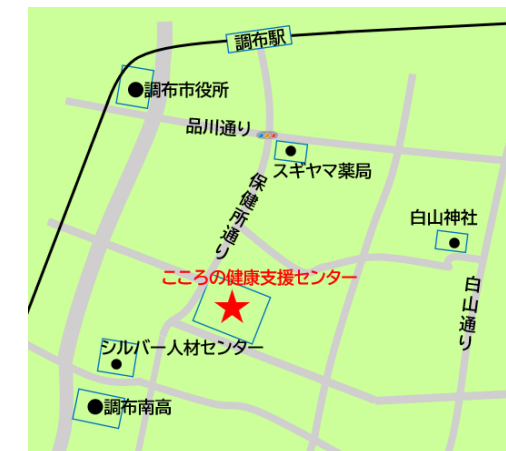 調布駅
調布市役所
品川通り
スギヤマ薬局
保健所通り
白山神社
こころの健康支援センター
白山通り
シルバー人材センター
調布南高